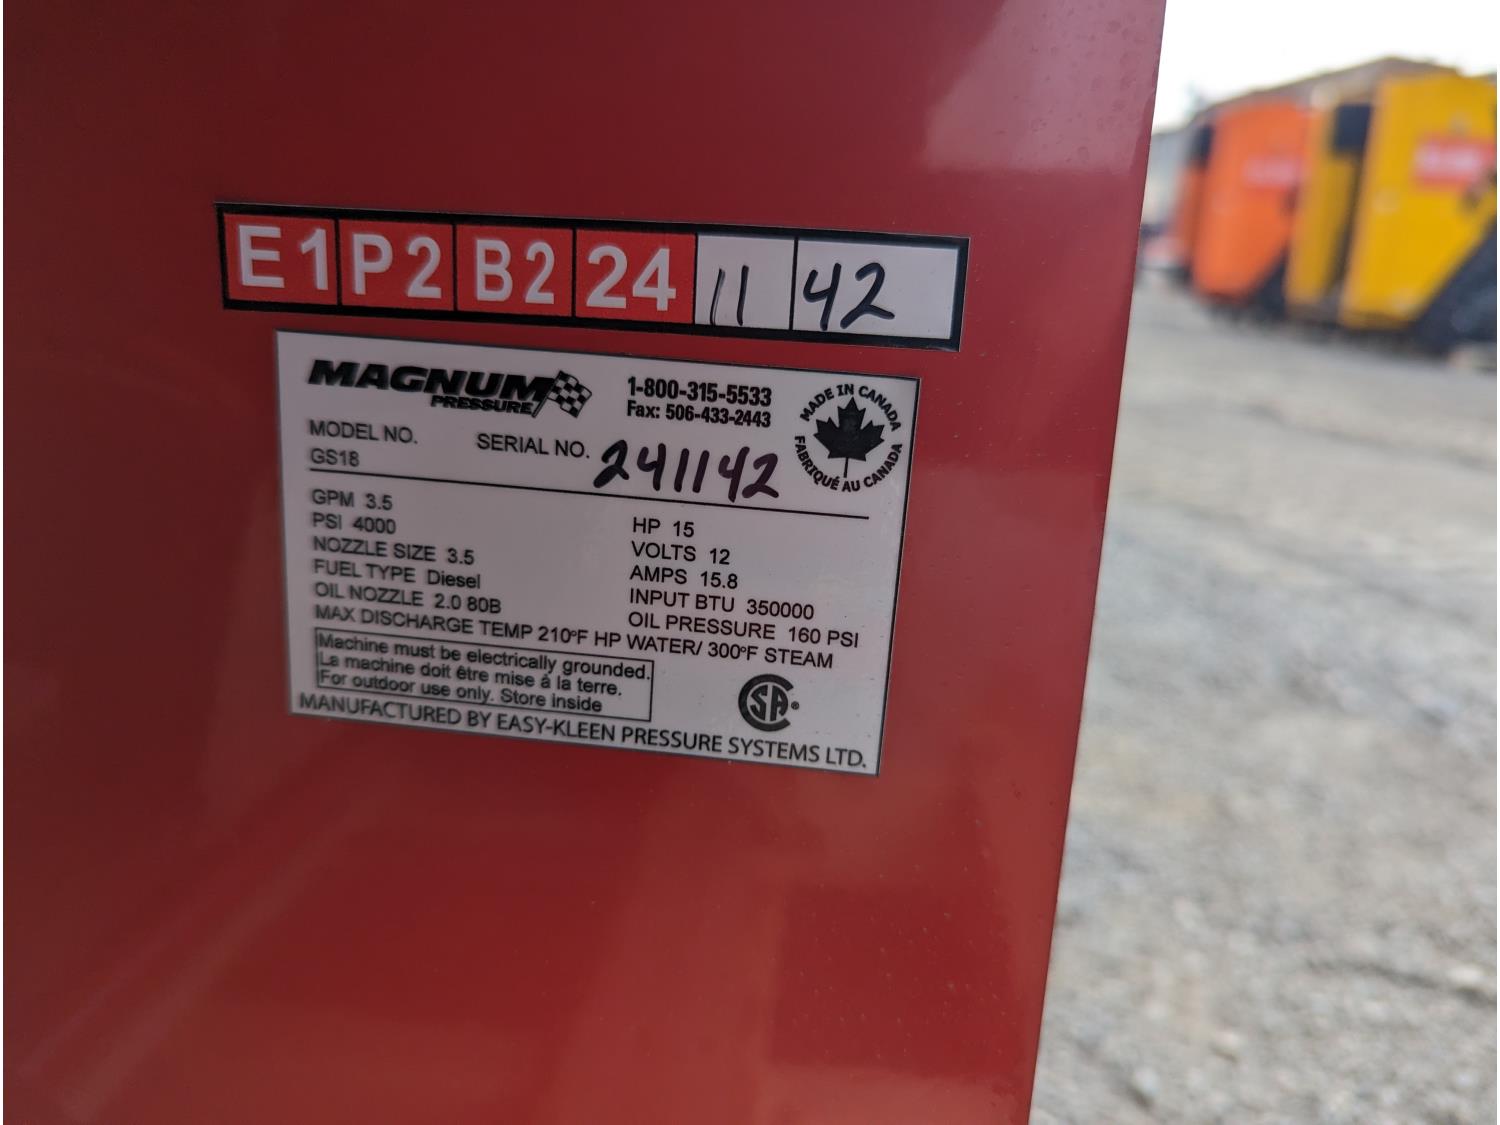 E1 P2 B2 24 11 42
MAGNUM
PRESSURE
1-800-315-5533
Fax: 506-433-2443
MADE IN CANADA
FABRIQUÉ AU CANADA
MODEL NO.
GS18
SERIAL NO. 241142
GPM 3.5
PSI 4000
NOZZLE SIZE 3.5
FUEL TYPE Diesel
OIL NOZZLE 2.0 80B
HP 15
VOLTS 12
AMPS 15.8
INPUT BTU 350000
OIL PRESSURE 160 PSI
MAX DISCHARGE TEMP 210°F HP WATER/ 300°F STEAM
Machine must be electrically grounded.
La machine doit être mise à la terre.
For outdoor use only. Store inside
SA®
MANUFACTURED BY EASY-KLEEN PRESSURE SYSTEMS LTD.